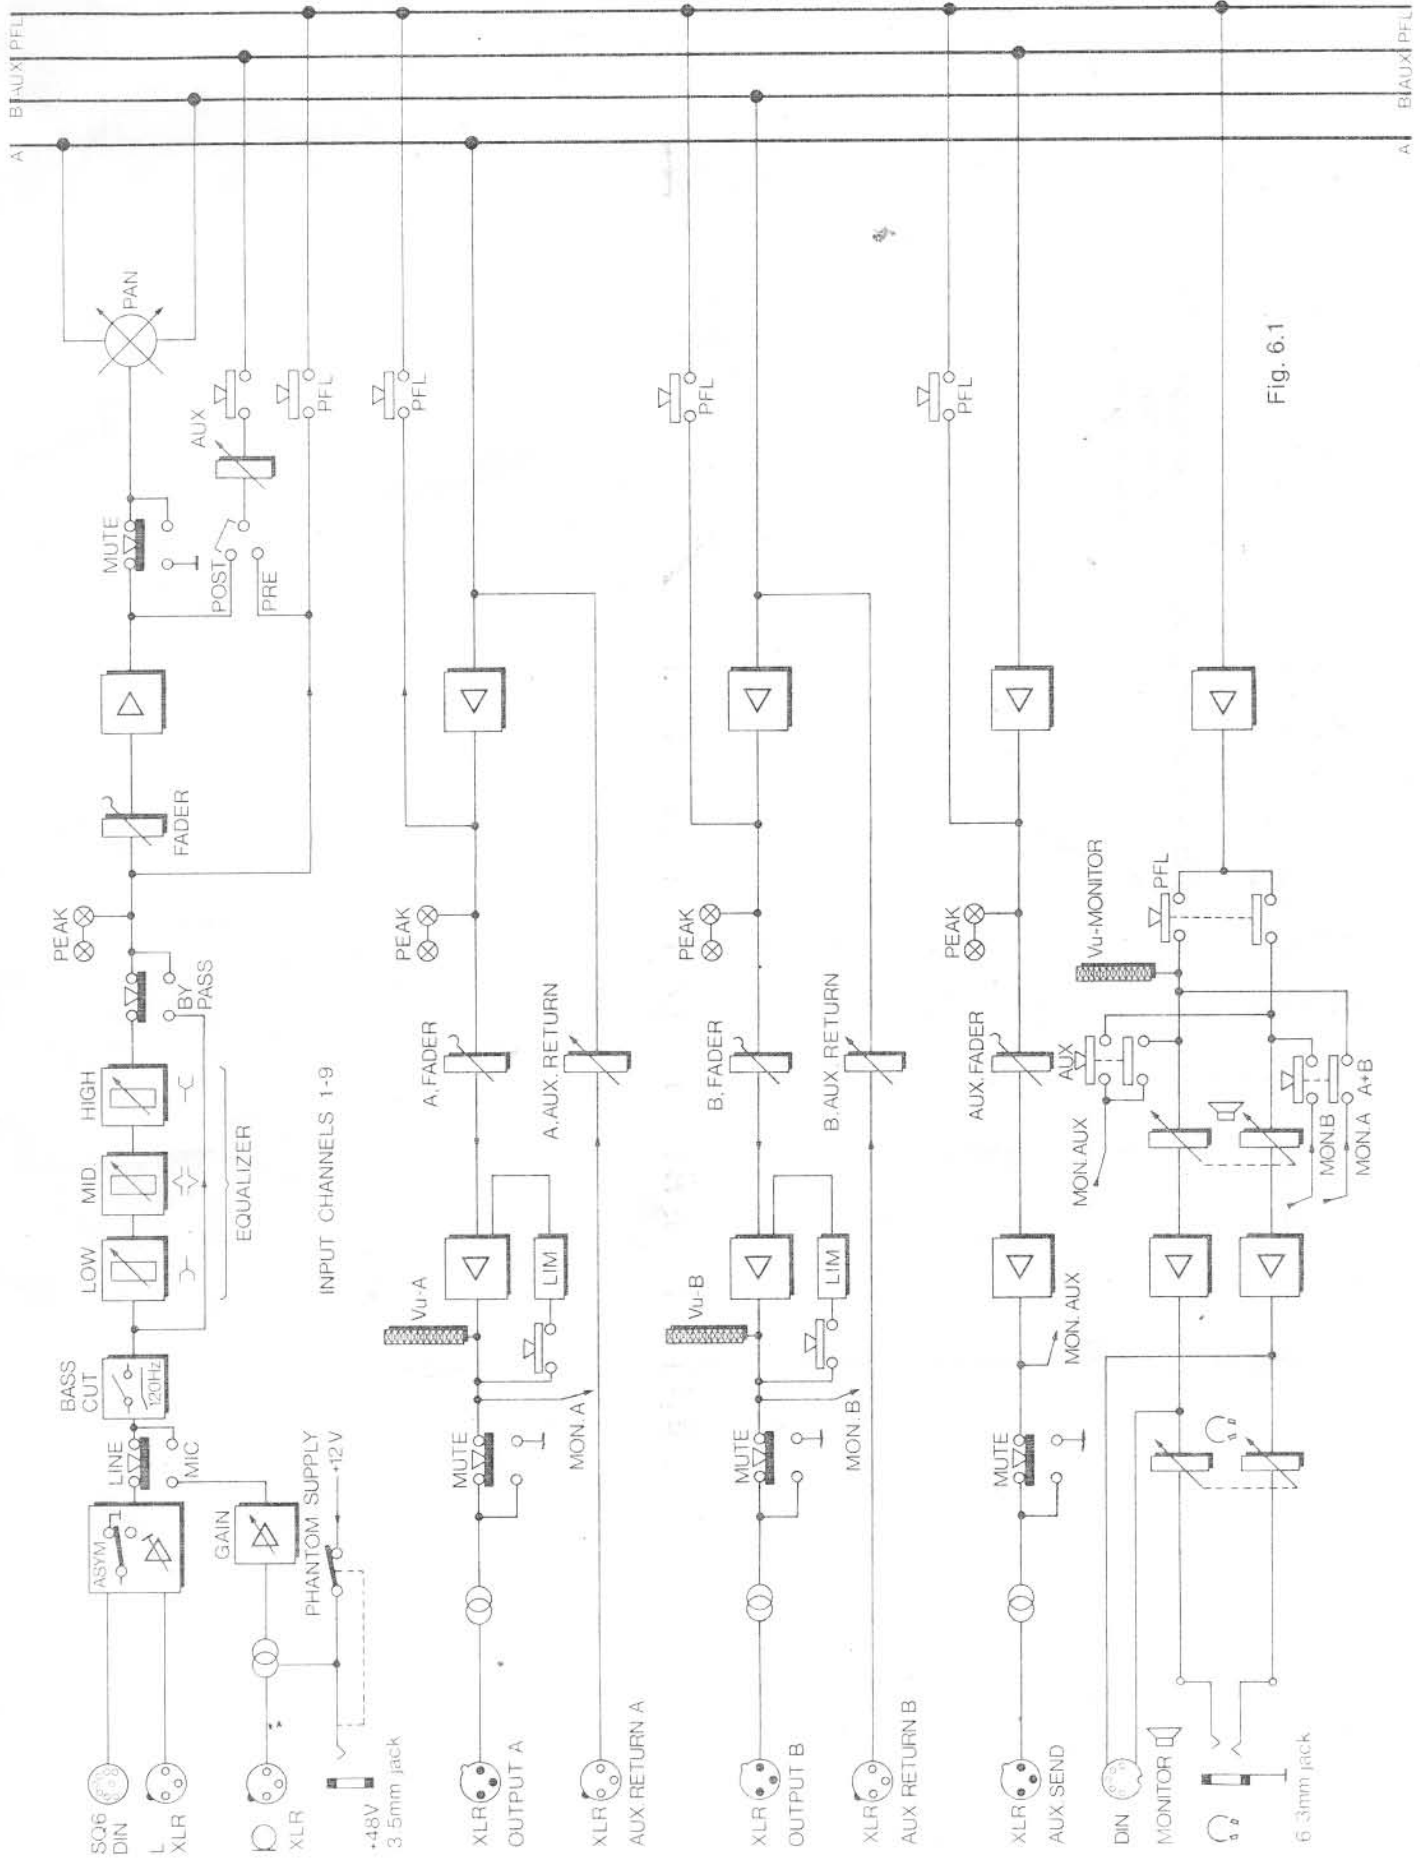 SQ6
DIN
L
XLR
XLR
+48V
3.5mm jack
ASYM
LINE
MIC
GAIN
PHANTOM SUPPLY
+12V
BASS
CUT
120Hz
LOW
MID
HIGH
EQUALIZER
BY
PASS
PEAK
FADER
MUTE
POST
PRE
AUX
PFL
PAN
INPUT CHANNELS 1-9
A
B
AUX
PFL
A
B
AUX
PFL
XLR
OUTPUT A
MUTE
MON. A
Vu-A
LIM
A, FADER
PEAK
PFL
XLR
AUX. RETURN A
A, AUX. RETURN
XLR
OUTPUT B
MUTE
MON. B
Vu-B
LIM
B, FADER
PEAK
PFL
XLR
AUX RETURN B
B, AUX RETURN
XLR
AUX SEND
MUTE
MON. AUX
AUX. FADER
PEAK
PFL
DIN
MONITOR
6.3mm jack
MON. AUX
AUX
Vu-MONITOR
PFL
MON.B
MON.A
A+B
Fig. 6.1